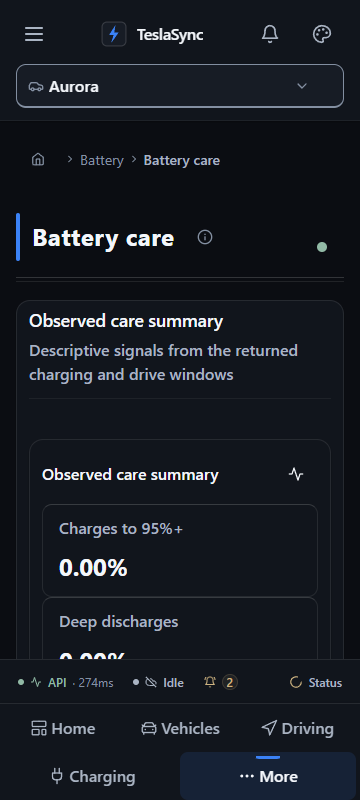 TeslaSync
Aurora
Battery
Battery care
Battery care
Observed care summary
Descriptive signals from the returned
charging and drive windows
Observed care summary
Charges to 95%+
0.00%
Deep discharges
0.00%
API · 274ms
Idle
2
Status
Home
Vehicles
Driving
Charging
More